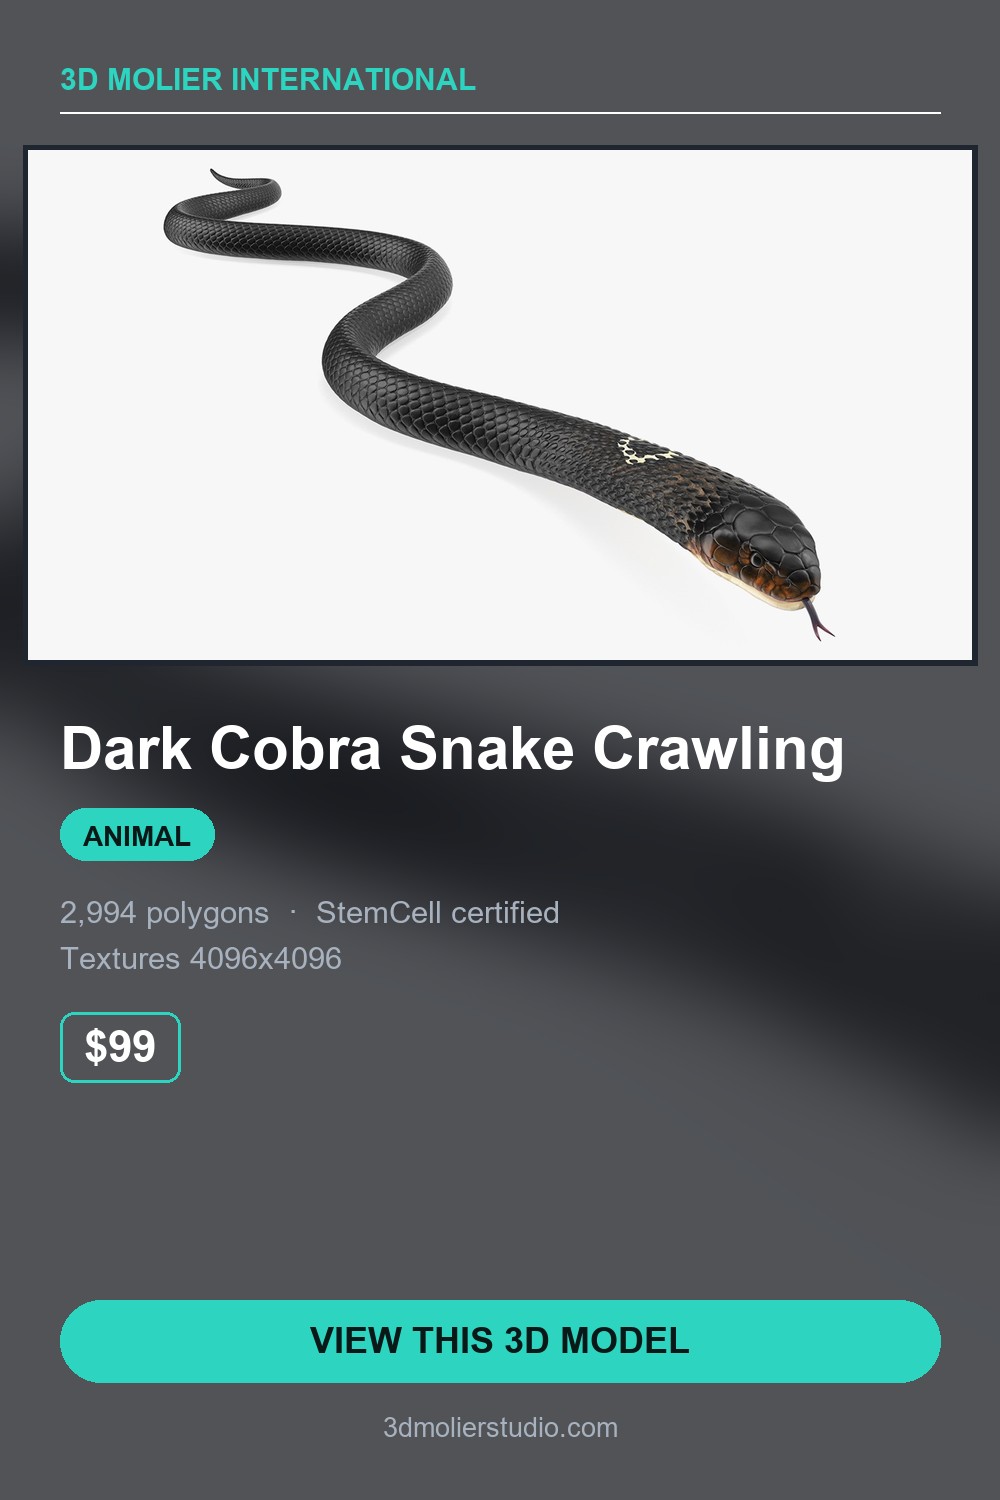 3D MOLIER INTERNATIONAL
Dark Cobra Snake Crawling
ANIMAL
2,994 polygons · StemCell certified
Textures 4096x4096
$99
VIEW THIS 3D MODEL
3dmolierstudio.com